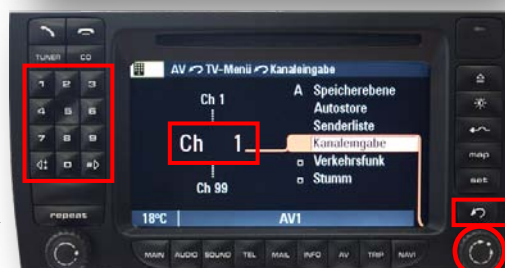 TUNER CD
1 2 3
4 5 6
7 8 9
0
repeat
AV TV-Menü Kanaleingabe
Ch 1
Ch 1
Ch 99
A Speicherebene
Autostore
Senderliste
Kanaleingabe
Verkehrsfunk
Stumm
18°C AV1
map
set
MAIN AUDIO SOUND TEL MAIL INFO AV TRIP NAVI